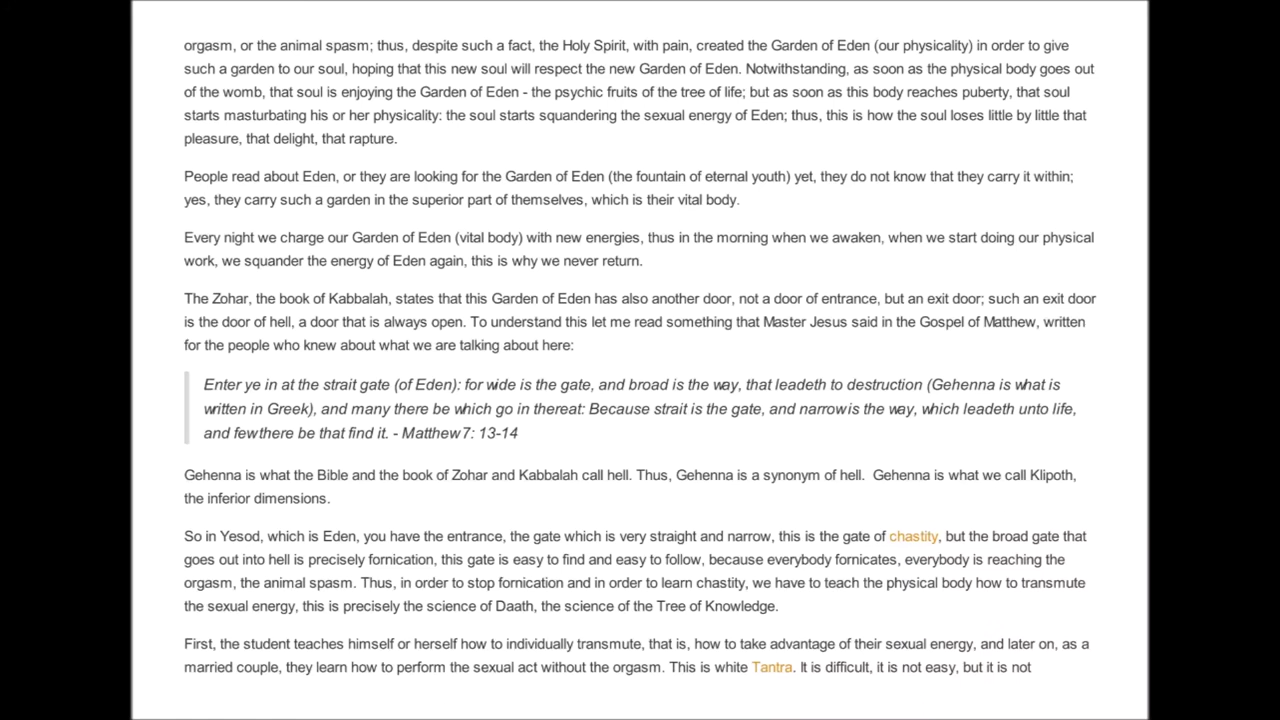 orgasm, or the animal spasm; thus, despite such a fact, the Holy Spirit, with pain, created the Garden of Eden (our physicality) in order to give
such a garden to our soul, hoping that this new soul will respect the new Garden of Eden. Notwithstanding, as soon as the physical body goes out
of the womb, that soul is enjoying the Garden of Eden - the psychic fruits of the tree of life; but as soon as this body reaches puberty, that soul
starts masturbating his or her physicality: the soul starts squandering the sexual energy of Eden; thus, this is how the soul loses little by little that
pleasure, that delight, that rapture.
People read about Eden, or they are looking for the Garden of Eden (the fountain of eternal youth) yet, they do not know that they carry it within;
yes, they carry such a garden in the superior part of themselves, which is their vital body.
Every night we charge our Garden of Eden (vital body) with new energies, thus in the morning when we awaken, when we start doing our physical
work, we squander the energy of Eden again, this is why we never return.
The Zohar, the book of Kabbalah, states that this Garden of Eden has also another door, not a door of entrance, but an exit door; such an exit door
is the door of hell, a door that is always open. To understand this let me read something that Master Jesus said in the Gospel of Matthew, written
for the people who knew about what we are talking about here:
Enter ye in at the strait gate (of Eden): for wide is the gate, and broad is the way, that leadeth to destruction (Gehenna is what is
written in Greek), and many there be which go in thereat: Because strait is the gate, and narrow is the way, which leadeth unto life,
and few there be that find it. - Matthew 7: 13-14
Gehenna is what the Bible and the book of Zohar and Kabbalah call hell. Thus, Gehenna is a synonym of hell.  Gehenna is what we call Klipoth,
the inferior dimensions.
So in Yesod, which is Eden, you have the entrance, the gate which is very straight and narrow, this is the gate of chastity, but the broad gate that
goes out into hell is precisely fornication, this gate is easy to find and easy to follow, because everybody fornicates, everybody is reaching the
orgasm, the animal spasm. Thus, in order to stop fornication and in order to learn chastity, we have to teach the physical body how to transmute
the sexual energy, this is precisely the science of Daath, the science of the Tree of Knowledge.
First, the student teaches himself or herself how to individually transmute, that is, how to take advantage of their sexual energy, and later on, as a
married couple, they learn how to perform the sexual act without the orgasm. This is white Tantra. It is difficult, it is not easy, but it is not